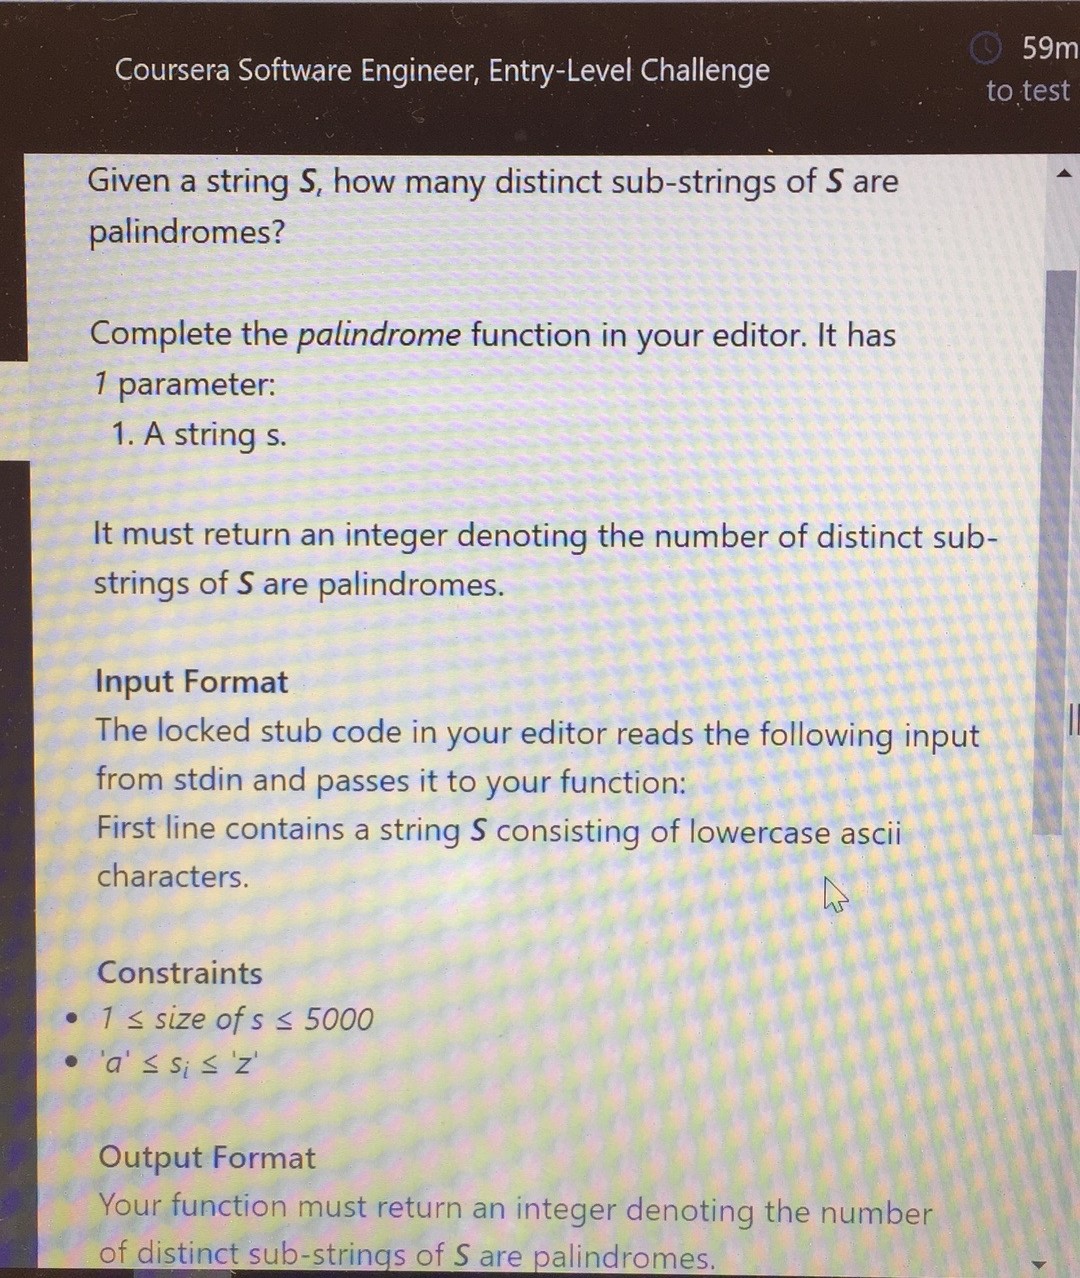 Coursera Software Engineer, Entry-Level Challenge
59m
to test
Given a string S, how many distinct sub-strings of S are
palindromes?
Complete the palindrome function in your editor. It has
1 parameter:
1. A string s.
It must return an integer denoting the number of distinct sub-
strings of S are palindromes.
Input Format
The locked stub code in your editor reads the following input
from stdin and passes it to your function:
First line contains a string S consisting of lowercase ascii
characters.
Constraints
• 1 ≤ size of s ≤ 5000
• 'a' ≤ sᵢ ≤ 'z'
Output Format
Your function must return an integer denoting the number
of distinct sub-strings of S are palindromes.